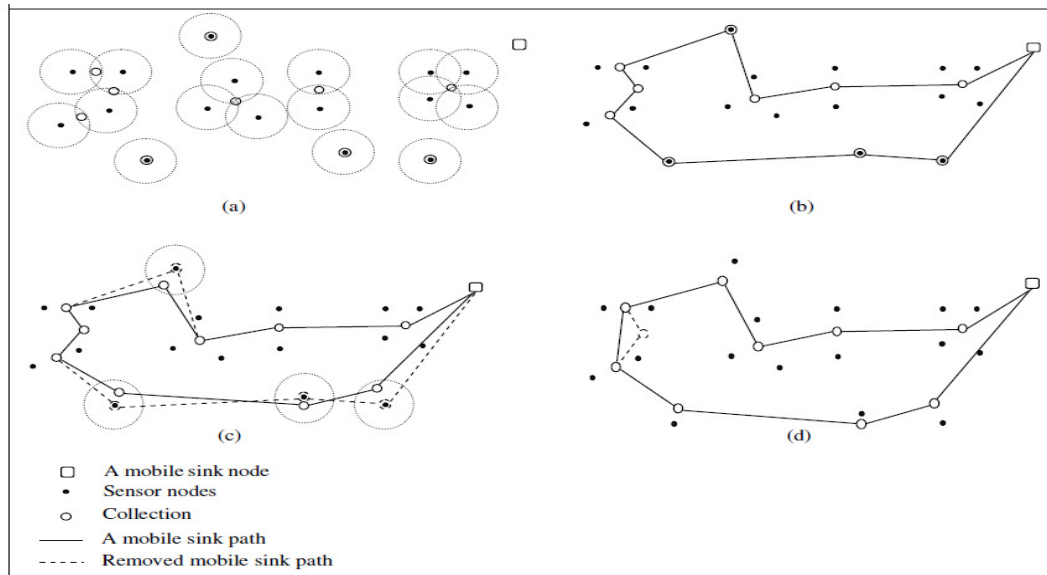 (a)
(b)
(c)
(d)
A mobile sink node
Sensor nodes
Collection
A mobile sink path
Removed mobile sink path